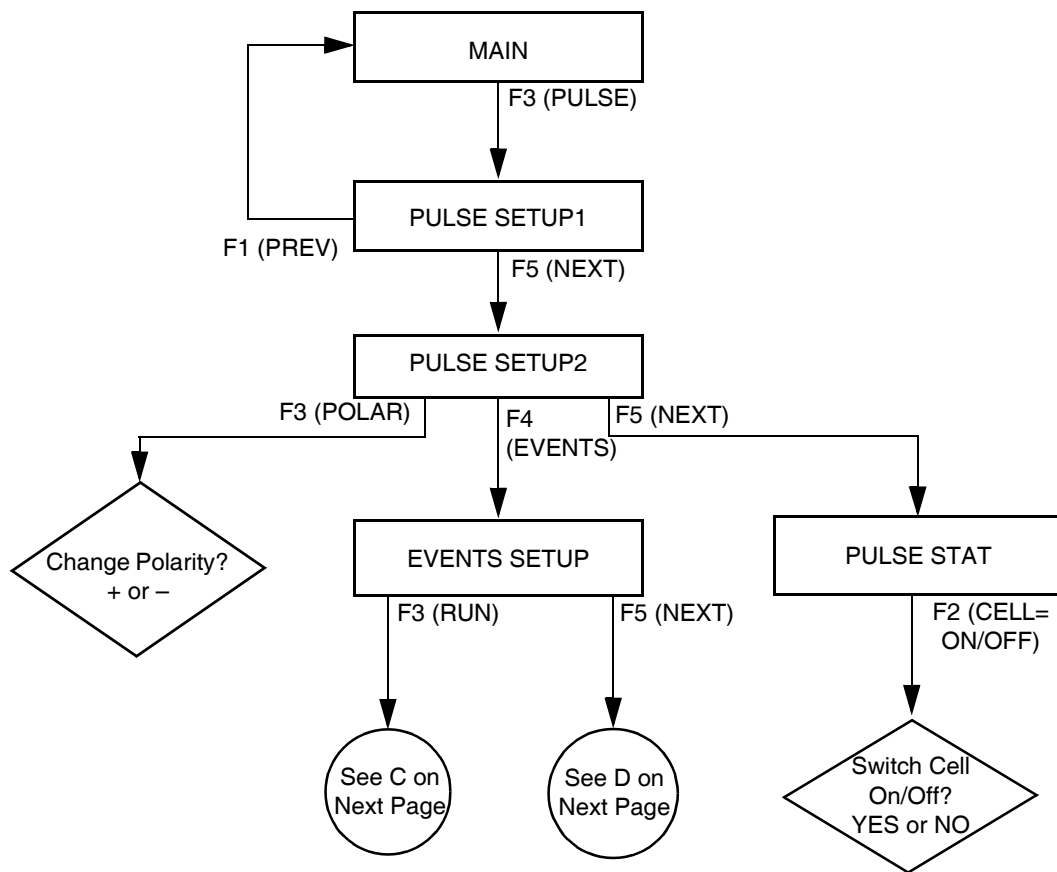 MAIN
F3 (PULSE)
PULSE SETUP1
F1 (PREV)
F5 (NEXT)
PULSE SETUP2
F3 (POLAR)
F4
(EVENTS)
F5 (NEXT)
Change Polarity?
+ or –
EVENTS SETUP
PULSE STAT
F3 (RUN)
F5 (NEXT)
F2 (CELL=
ON/OFF)
See C on
Next Page
See D on
Next Page
Switch Cell
On/Off?
YES or NO